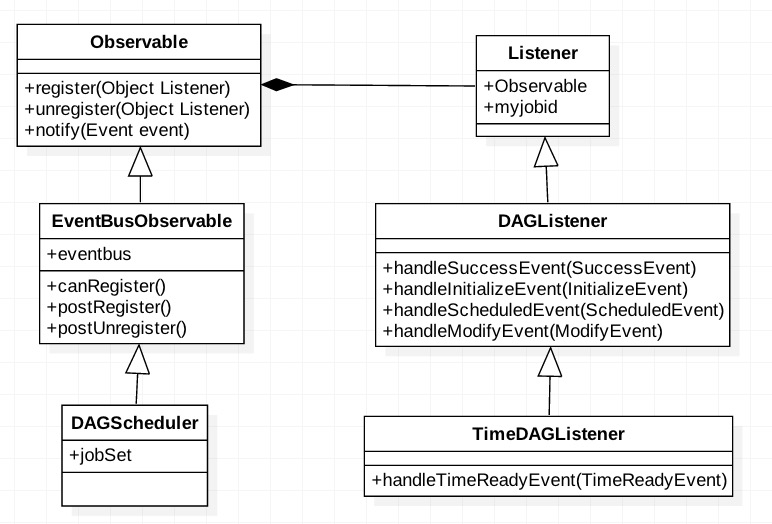 Observable
+register(Object Listener)
+unregister(Object Listener)
+notify(Event event)
Listener
+Observable
+myjobid
EventBusObservable
+eventbus
+canRegister()
+postRegister()
+postUnregister()
DAGListener
+handleSuccessEvent(SuccessEvent)
+handleInitializeEvent(InitializeEvent)
+handleScheduledEvent(ScheduledEvent)
+handleModifyEvent(ModifyEvent)
DAGScheduler
+jobSet
TimeDAGListener
+handleTimeReadyEvent(TimeReadyEvent)